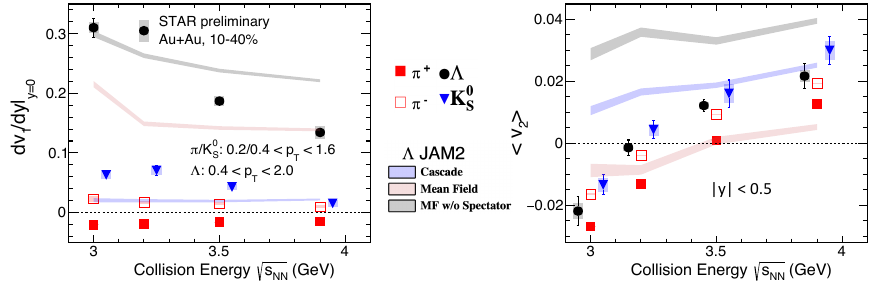 STAR preliminary
Au+Au, 10-40%
dv₁/dy|y=0
0.3
0.2
0.1
0
π/K⁰S: 0.2/0.4 < pT < 1.6
Λ: 0.4 < pT < 2.0
3 3.2 3.5 4
Collision Energy √sNN (GeV)
π⁺ Λ
π⁻ K⁰S
Λ JAM2
Cascade
Mean Field
MF w/o Spectator
< v₂ >
0.04
0.02
0
−0.02
|y| < 0.5
3 3.5 4
Collision Energy √sNN (GeV)